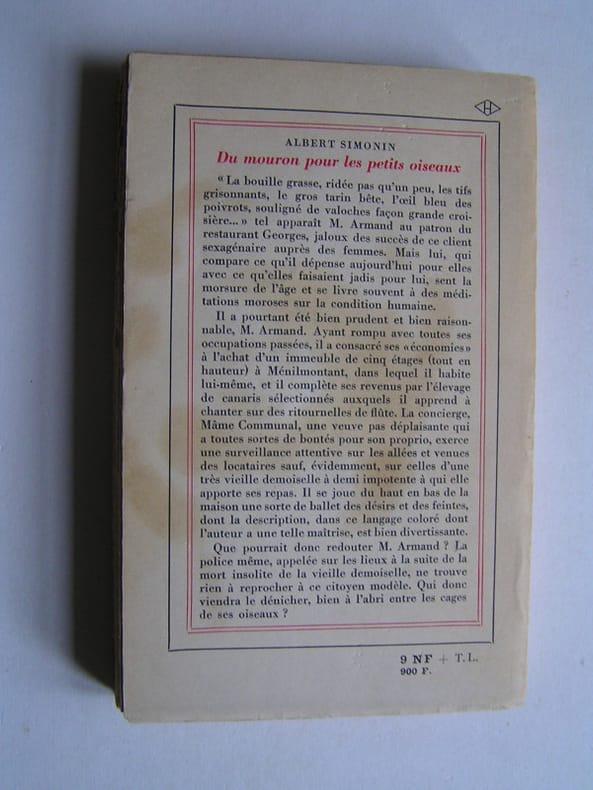 H
ALBERT SIMONIN
Du mouron pour les petits oiseaux
« La bouille grasse, ridée pas qu'un peu, les tifs
grisonnants, le gros tarin bête, l'œil bleu des
poivrots, souligné de valoches façon grande croi-
sière... » tel apparaît M. Armand au patron du
restaurant Georges, jaloux des succès de ce client
sexagénaire auprès des femmes. Mais lui, qui
compare ce qu'il dépense aujourd'hui pour elles
avec ce qu'elles faisaient jadis pour lui, sent la
morsure de l'âge et se livre souvent à des médi-
tations moroses sur la condition humaine.
Il a pourtant été bien prudent et bien raison-
nable, M. Armand. Ayant rompu avec toutes ses
occupations passées, il a consacré ses «économies»
à l'achat d'un immeuble de cinq étages (tout en
hauteur) à Ménilmontant, dans lequel il habite
lui-même, et il complète ses revenus par l'élevage
de canaris sélectionnés auxquels il apprend à
chanter sur des ritournelles de flûte. La concierge,
Mâme Communal, une veuve pas déplaisante qui
a toutes sortes de bontés pour son proprio, exerce
une surveillance attentive sur les allées et venues
des locataires sauf, évidemment, sur celles d'une
très vieille demoiselle à demi impotente à qui elle
apporte ses repas. Il se joue du haut en bas de la
maison une sorte de ballet des désirs et des feintes,
dont la description, dans ce langage coloré dont
l'auteur a une telle maîtrise, est bien divertissante.
Que pourrait donc redouter M. Armand ? La
police même, appelée sur les lieux à la suite de la
mort insolite de la vieille demoiselle, ne trouve
rien à reprocher à ce citoyen modèle. Qui donc
viendra le dénicher, bien à l'abri entre les cages
de ses oiseaux ?
9 NF + T.L.
900 F.